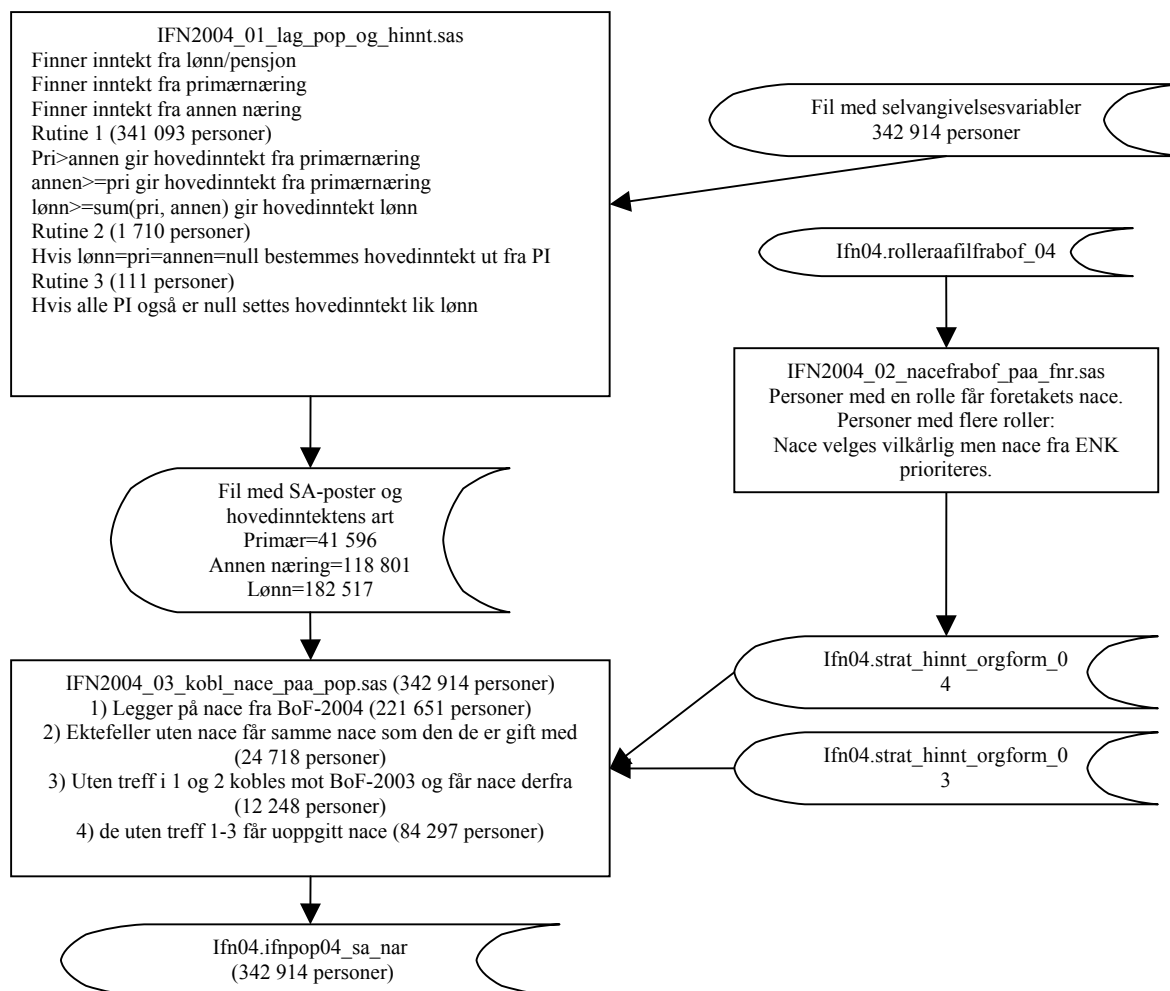 IFN2004_01_lag_pop_og_hinnt.sas
Finner inntekt fra lønn/pensjon
Finner inntekt fra primærnæring
Finner inntekt fra annen næring
Rutine 1 (341 093 personer)
Pri>annen gir hovedinntekt fra primærnæring
annen>=pri gir hovedinntekt fra primærnæring
lønn>=sum(pri, annen) gir hovedinntekt lønn
Rutine 2 (1 710 personer)
Hvis lønn=pri=annen=null bestemmes hovedinntekt ut fra PI
Rutine 3 (111 personer)
Hvis alle PI også er null settes hovedinntekt lik lønn
Fil med selvangivelsesvariabler
342 914 personer
Ifn04.rolleraafilfrabof_04
IFN2004_02_nacefrabof_paa_fnr.sas
Personer med en rolle får foretakets nace.
Personer med flere roller:
Nace velges vilkårlig men nace fra ENK
prioriteres.
Fil med SA-poster og
hovedinntektens art
Primær=41 596
Annen næring=118 801
Lønn=182 517
Ifn04.strat_hinnt_orgform_0
4
Ifn04.strat_hinnt_orgform_0
3
IFN2004_03_kobl_nace_paa_pop.sas (342 914 personer)
1) Legger på nace fra BoF-2004 (221 651 personer)
2) Ektefeller uten nace får samme nace som den de er gift med
(24 718 personer)
3) Uten treff i 1 og 2 kobles mot BoF-2003 og får nace derfra
(12 248 personer)
4) de uten treff 1-3 får uoppgitt nace (84 297 personer)
Ifn04.ifnpop04_sa_nar
(342 914 personer)